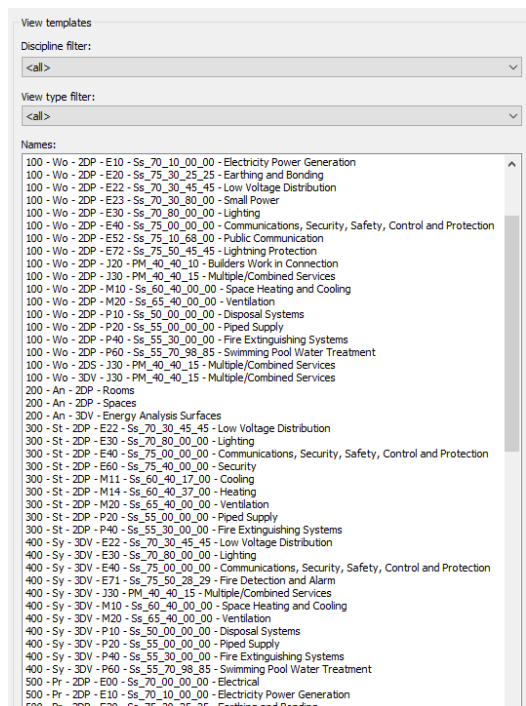 View templates
Discipline filter:
<all>
View type filter:
<all>
Names:
100 - Wo - 2DP - E10 - Ss_70_10_00_00 - Electricity Power Generation
100 - Wo - 2DP - E20 - Ss_75_30_25_25 - Earthing and Bonding
100 - Wo - 2DP - E22 - Ss_70_30_45_45 - Low Voltage Distribution
100 - Wo - 2DP - E23 - Ss_70_30_80_00 - Small Power
100 - Wo - 2DP - E30 - Ss_70_80_00_00 - Lighting
100 - Wo - 2DP - E40 - Ss_75_00_00_00 - Communications, Security, Safety, Control and Protection
100 - Wo - 2DP - E52 - Ss_75_10_68_00 - Public Communication
100 - Wo - 2DP - E72 - Ss_75_50_45_45 - Lightning Protection
100 - Wo - 2DP - J20 - PM_40_40_10 - Builders Work in Connection
100 - Wo - 2DP - J30 - PM_40_40_15 - Multiple/Combined Services
100 - Wo - 2DP - M10 - Ss_60_40_00_00 - Space Heating and Cooling
100 - Wo - 2DP - M20 - Ss_65_40_00_00 - Ventilation
100 - Wo - 2DP - P10 - Ss_50_00_00_00 - Disposal Systems
100 - Wo - 2DP - P20 - Ss_55_00_00_00 - Piped Supply
100 - Wo - 2DP - P40 - Ss_55_30_00_00 - Fire Extinguishing Systems
100 - Wo - 2DP - P60 - Ss_55_70_98_85 - Swimming Pool Water Treatment
100 - Wo - 2DS - J30 - PM_40_40_15 - Multiple/Combined Services
100 - Wo - 3DV - J30 - PM_40_40_15 - Multiple/Combined Services
200 - An - 2DP - Rooms
200 - An - 2DP - Spaces
200 - An - 3DV - Energy Analysis Surfaces
300 - St - 2DP - E22 - Ss_70_30_45_45 - Low Voltage Distribution
300 - St - 2DP - E30 - Ss_70_80_00_00 - Lighting
300 - St - 2DP - E40 - Ss_75_00_00_00 - Communications, Security, Safety, Control and Protection
300 - St - 2DP - E60 - Ss_75_40_00_00 - Security
300 - St - 2DP - M11 - Ss_60_40_17_00 - Cooling
300 - St - 2DP - M14 - Ss_60_40_37_00 - Heating
300 - St - 2DP - M20 - Ss_65_40_00_00 - Ventilation
300 - St - 2DP - P20 - Ss_55_00_00_00 - Piped Supply
300 - St - 2DP - P40 - Ss_55_30_00_00 - Fire Extinguishing Systems
400 - Sy - 3DV - E22 - Ss_70_30_45_45 - Low Voltage Distribution
400 - Sy - 3DV - E30 - Ss_70_80_00_00 - Lighting
400 - Sy - 3DV - E40 - Ss_75_00_00_00 - Communications, Security, Safety, Control and Protection
400 - Sy - 3DV - E71 - Ss_75_50_28_29 - Fire Detection and Alarm
400 - Sy - 3DV - J30 - PM_40_40_15 - Multiple/Combined Services
400 - Sy - 3DV - M10 - Ss_60_40_00_00 - Space Heating and Cooling
400 - Sy - 3DV - M20 - Ss_65_40_00_00 - Ventilation
400 - Sy - 3DV - P10 - Ss_50_00_00_00 - Disposal Systems
400 - Sy - 3DV - P20 - Ss_55_00_00_00 - Piped Supply
400 - Sy - 3DV - P40 - Ss_55_30_00_00 - Fire Extinguishing Systems
400 - Sy - 3DV - P60 - Ss_55_70_98_85 - Swimming Pool Water Treatment
500 - Pr - 2DP - E00 - Ss_70_00_00_00 - Electrical
500 - Pr - 2DP - E10 - Ss_70_10_00_00 - Electricity Power Generation